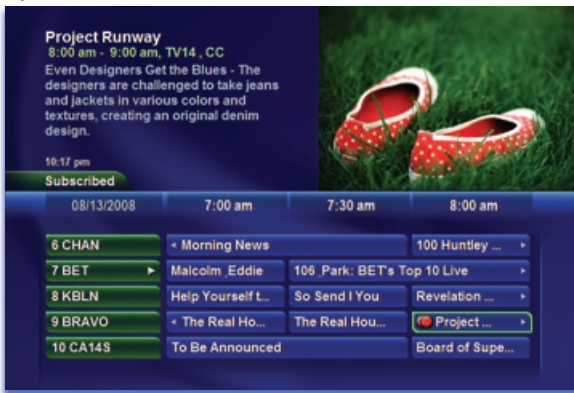 Project Runway
8:00 am - 9:00 am, TV14 , CC
Even Designers Get the Blues - The
designers are challenged to take jeans
and jackets in various colors and
textures, creating an original denim
design.
10:17 pm
Subscribed
08/13/2008 7:00 am 7:30 am 8:00 am
6 CHAN Morning News 100 Huntley ...
7 BET Malcolm ,Eddie 106 ,Park: BET's Top 10 Live
8 KBLN Help Yourself t... So Send I You Revelation ...
9 BRAVO The Real Ho... The Real Hou... Project ...
10 CA14S To Be Announced Board of Supe...